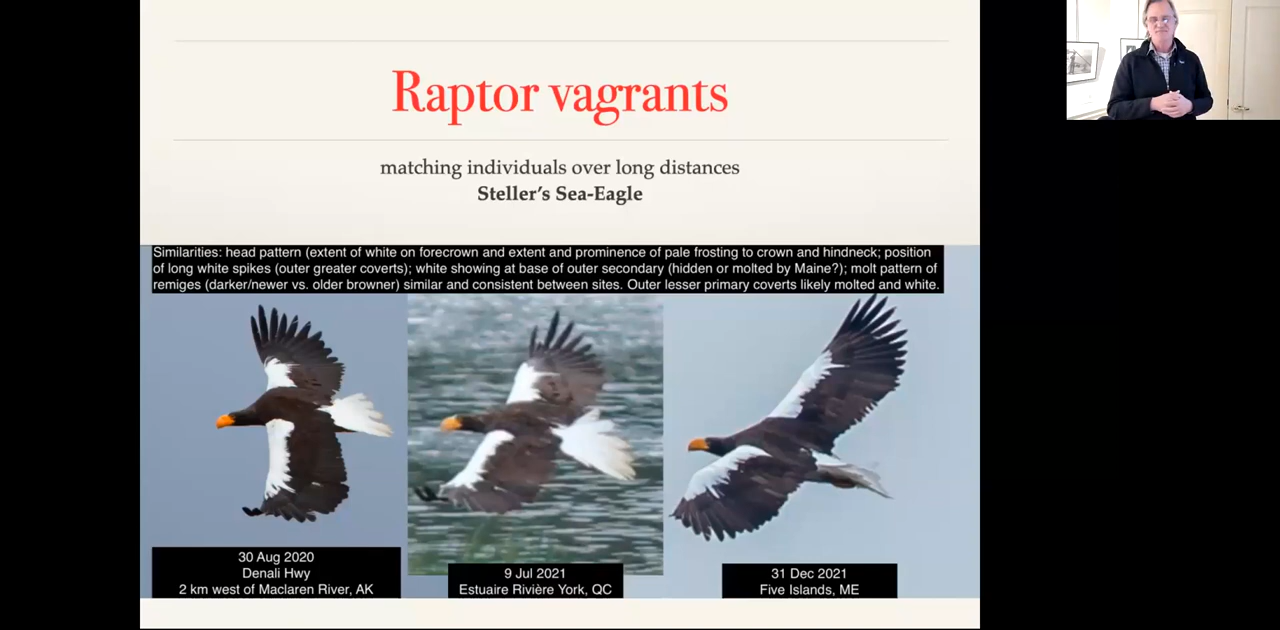 Raptor vagrants
matching individuals over long distances
Steller's Sea-Eagle
Similarities: head pattern (extent of white on forecrown and extent and prominence of pale frosting to crown and hindneck; position
of long white spikes (outer greater coverts); white showing at base of outer secondary (hidden or molted by Maine?); molt pattern of
remiges (darker/newer vs. older browner) similar and consistent between sites. Outer lesser primary coverts likely molted and white.
30 Aug 2020
Denali Hwy
2 km west of Maclaren River, AK
9 Jul 2021
Estuaire Rivière York, QC
31 Dec 2021
Five Islands, ME